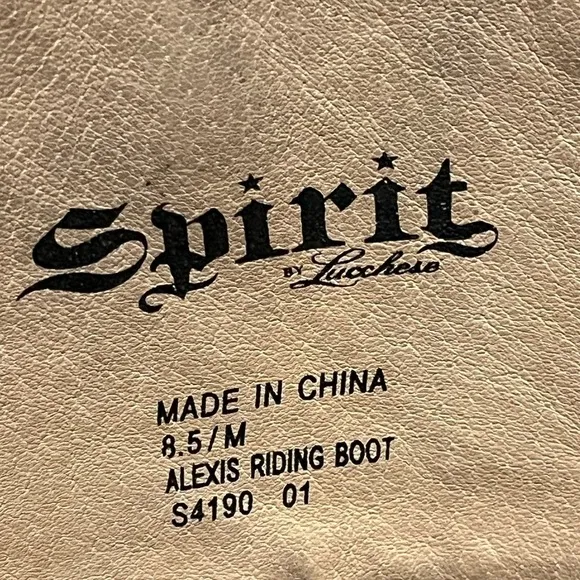 Spirit
BY Lucchese
MADE IN CHINA
8.5/M
ALEXIS RIDING BOOT
S4190 01